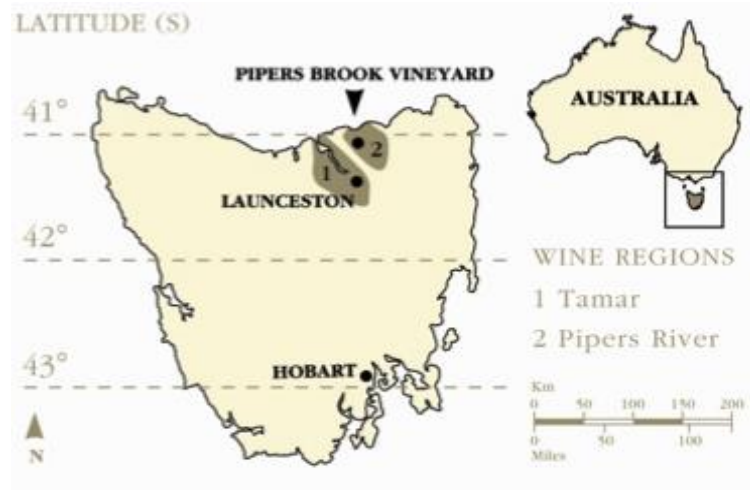 LATITUDE (S)
PIPERS BROOK VINEYARD
AUSTRALIA
41°
2
1
LAUNCESTON
42°
WINE REGIONS
1 Tamar
2 Pipers River
43°
HOBART
Km
0 50 100 150 200
0 50 100
Miles
N